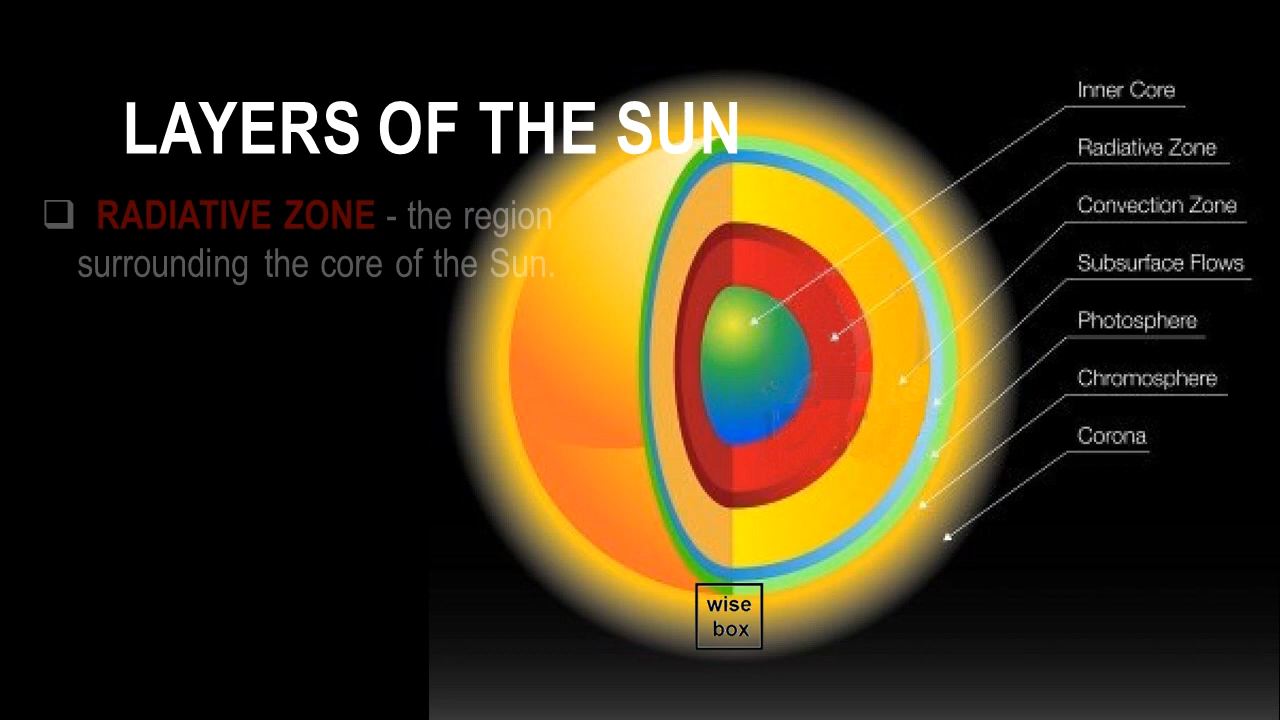 LAYERS OF THE SUN
❑ RADIATIVE ZONE - the region
surrounding the core of the Sun.
Inner Core
Radiative Zone
Convection Zone
Subsurface Flows
Photosphere
Chromosphere
Corona
wise
box